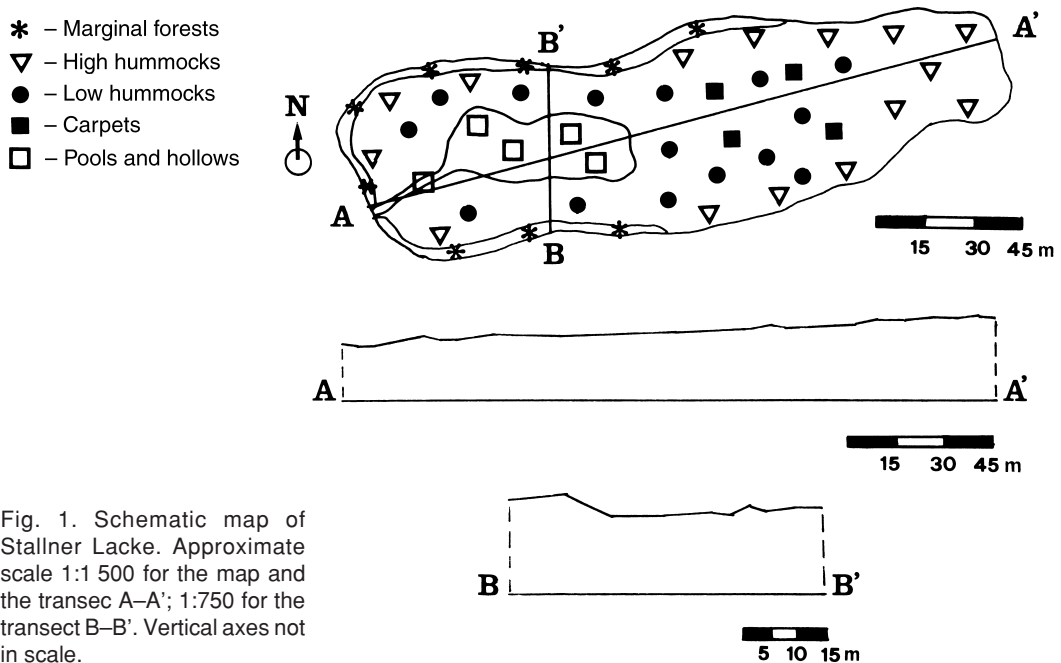 – Marginal forests
– High hummocks
– Low hummocks
– Carpets
– Pools and hollows
N
B’
A’
A
B
15 30 45 m
A A’
15 30 45 m
B B’
5 10 15 m
Fig. 1. Schematic map of
Stallner Lacke. Approximate
scale 1:1 500 for the map and
the transec A–A’; 1:750 for the
transect B–B’. Vertical axes not
in scale.